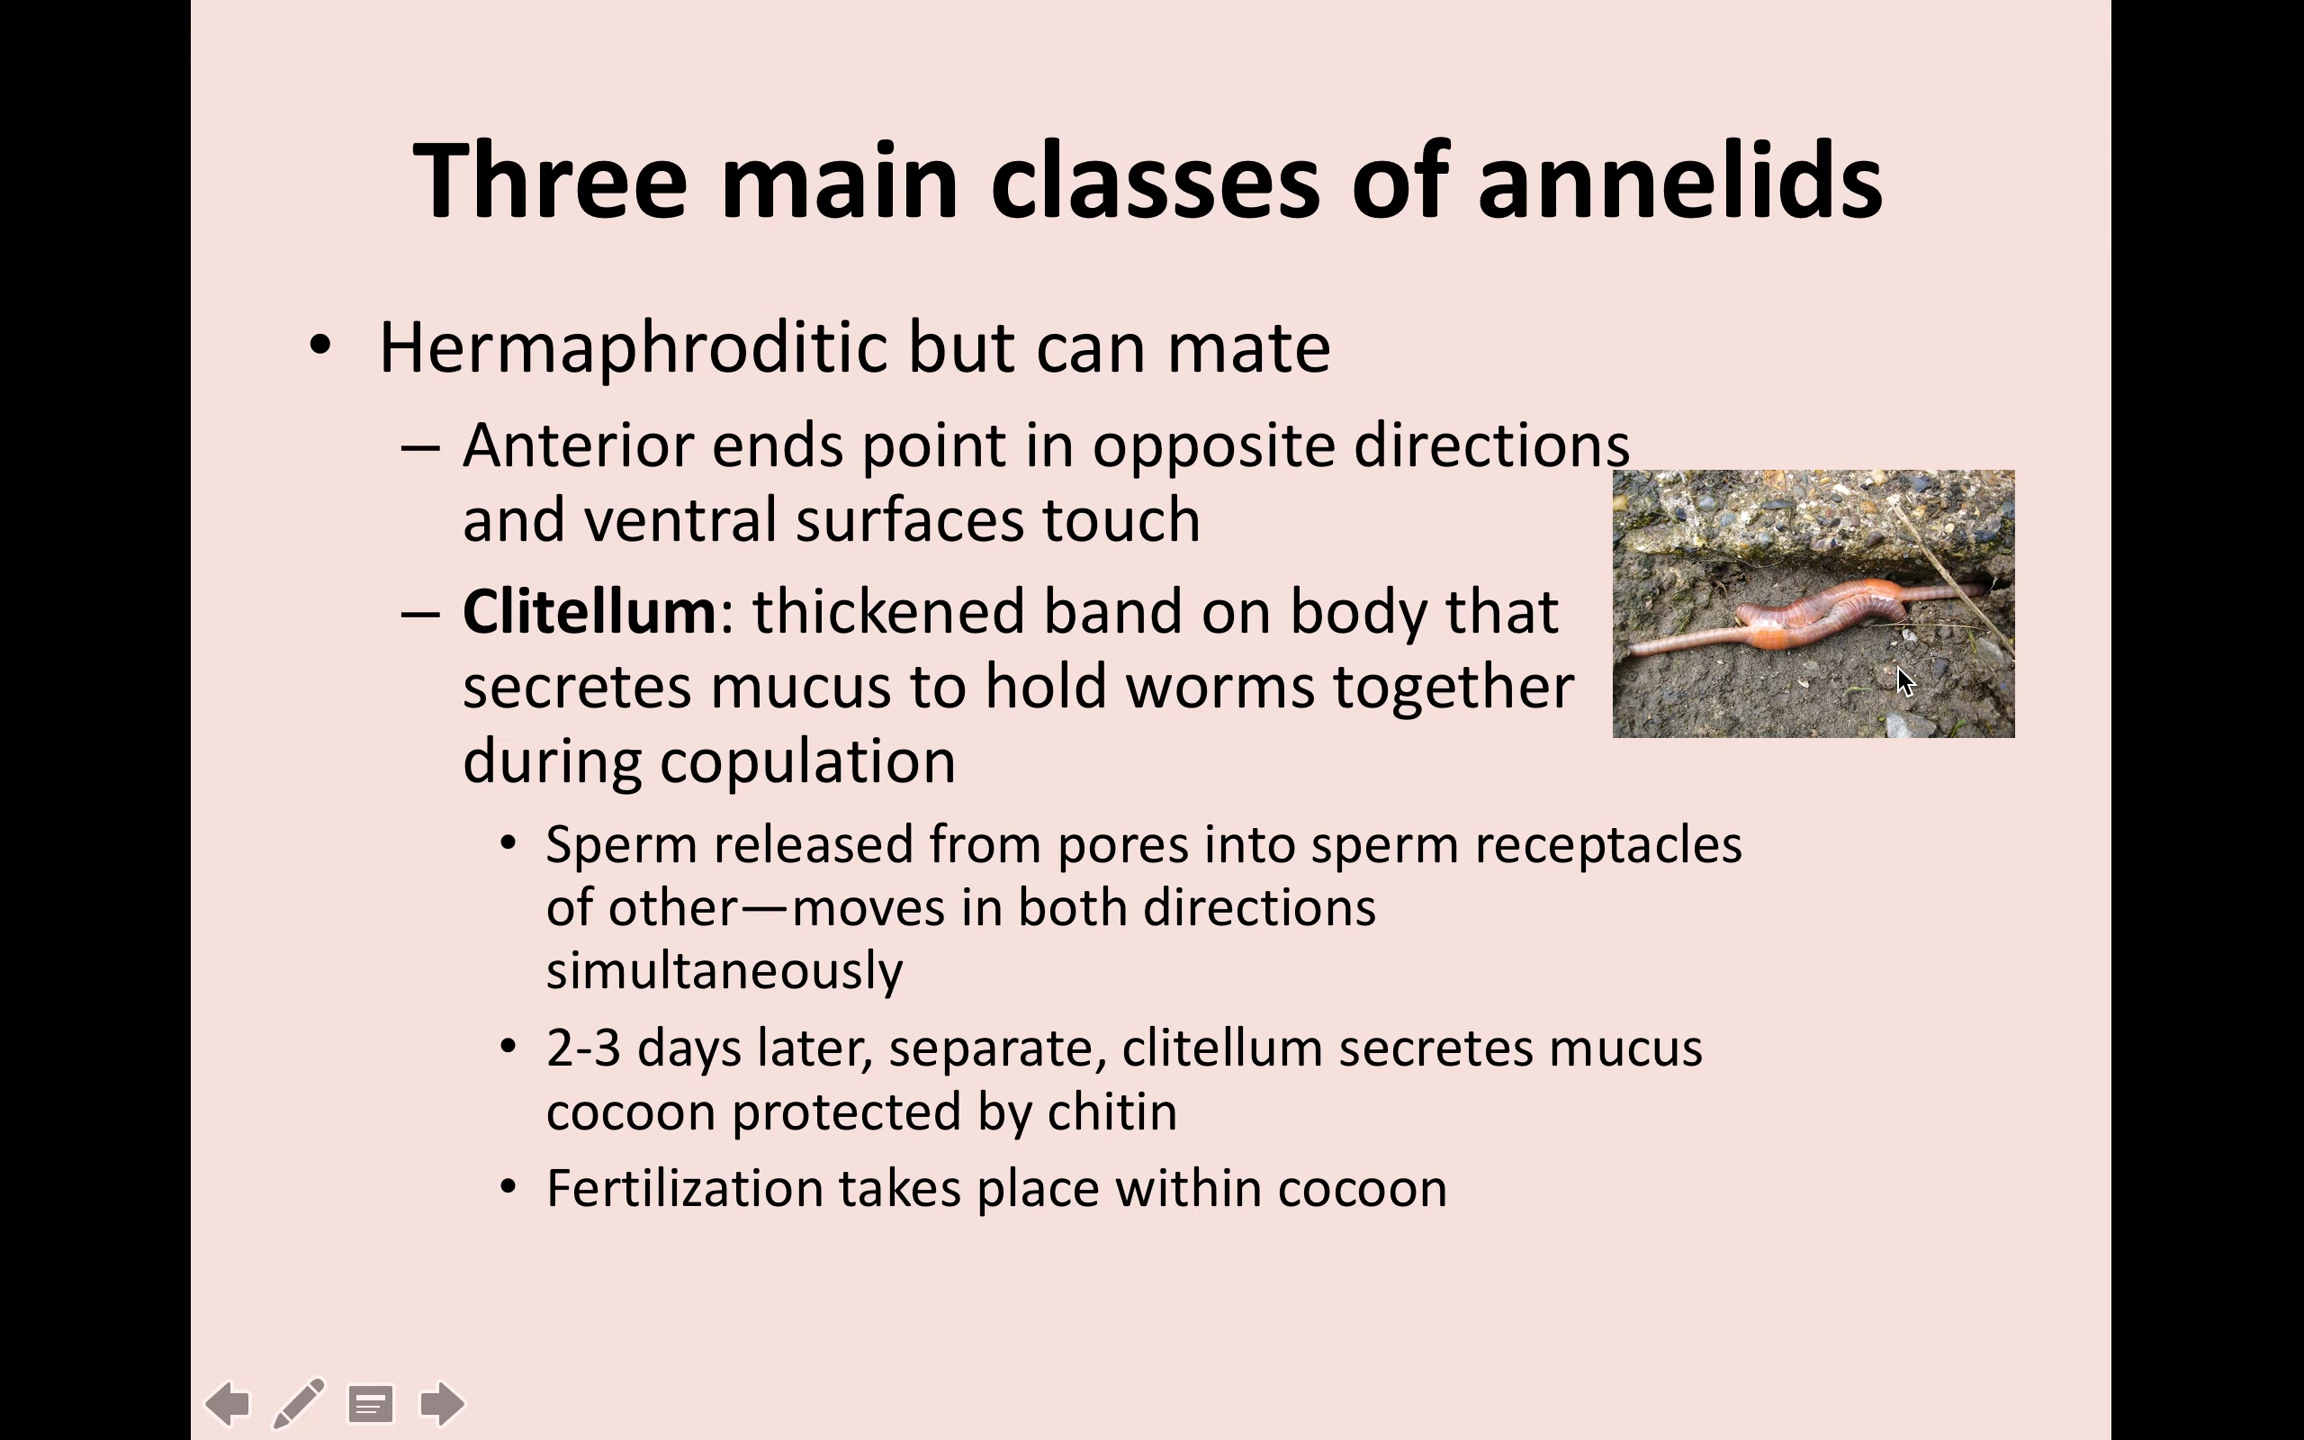 Three main classes of annelids
• Hermaphroditic but can mate
– Anterior ends point in opposite directions
and ventral surfaces touch
– Clitellum: thickened band on body that
secretes mucus to hold worms together
during copulation
• Sperm released from pores into sperm receptacles
of other—moves in both directions
simultaneously
• 2-3 days later, separate, clitellum secretes mucus
cocoon protected by chitin
• Fertilization takes place within cocoon